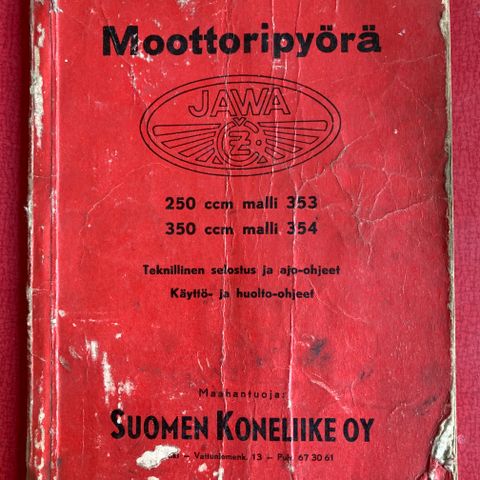 Moottoripyörä
JAWA
ČZ
250 ccm malli 353
350 ccm malli 354
Teknillinen selostus ja ajo-ohjeet
Käyttö- ja huolto-ohjeet
Maahantuoja:
SUOMEN KONELIIKE OY
– Vattuniemenk. 13 – Puh. 67 30 61